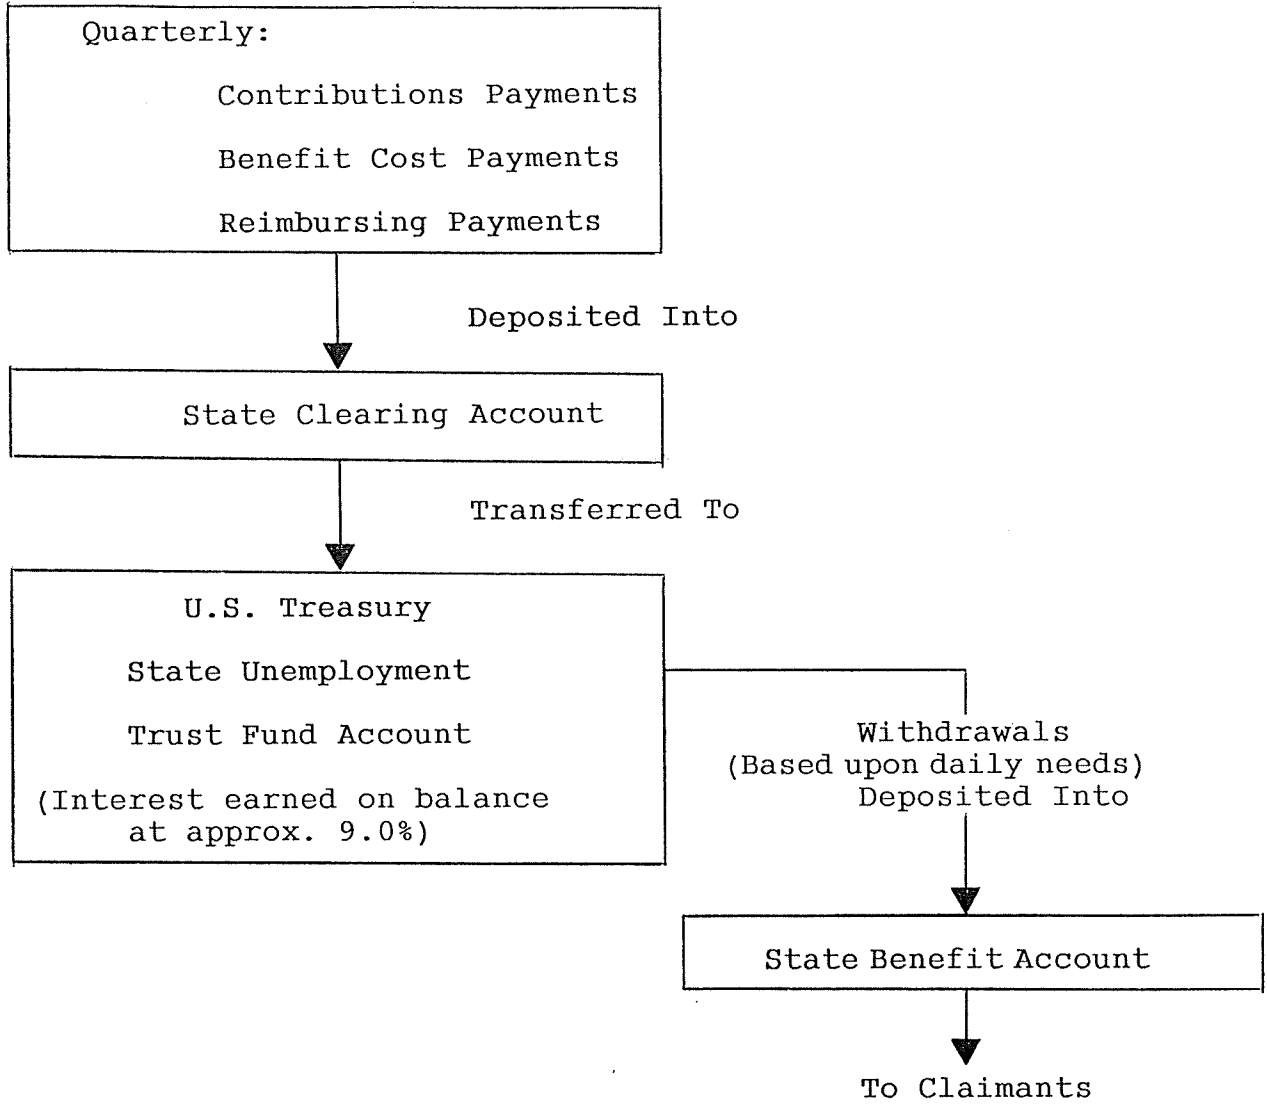 Quarterly:
Contributions Payments
Benefit Cost Payments
Reimbursing Payments
Deposited Into
State Clearing Account
Transferred To
U.S. Treasury
State Unemployment
Trust Fund Account
(Interest earned on balance
at approx. 9.0%)
Withdrawals
(Based upon daily needs)
Deposited Into
State Benefit Account
To Claimants